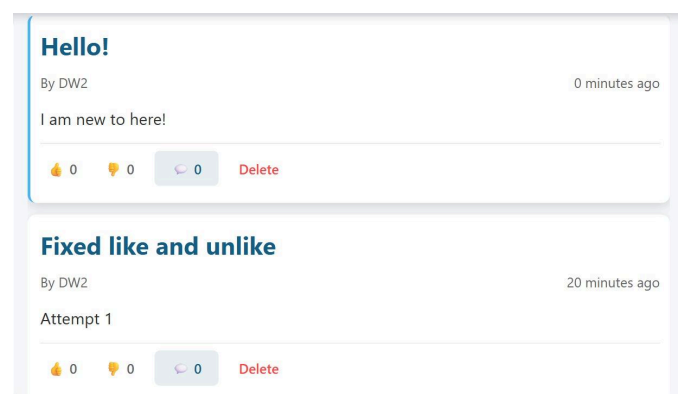 Hello!
By DW2 0 minutes ago
I am new to here!
👍 0 👎 0 💬 0 Delete
Fixed like and unlike
By DW2 20 minutes ago
Attempt 1
👍 0 👎 0 💬 0 Delete